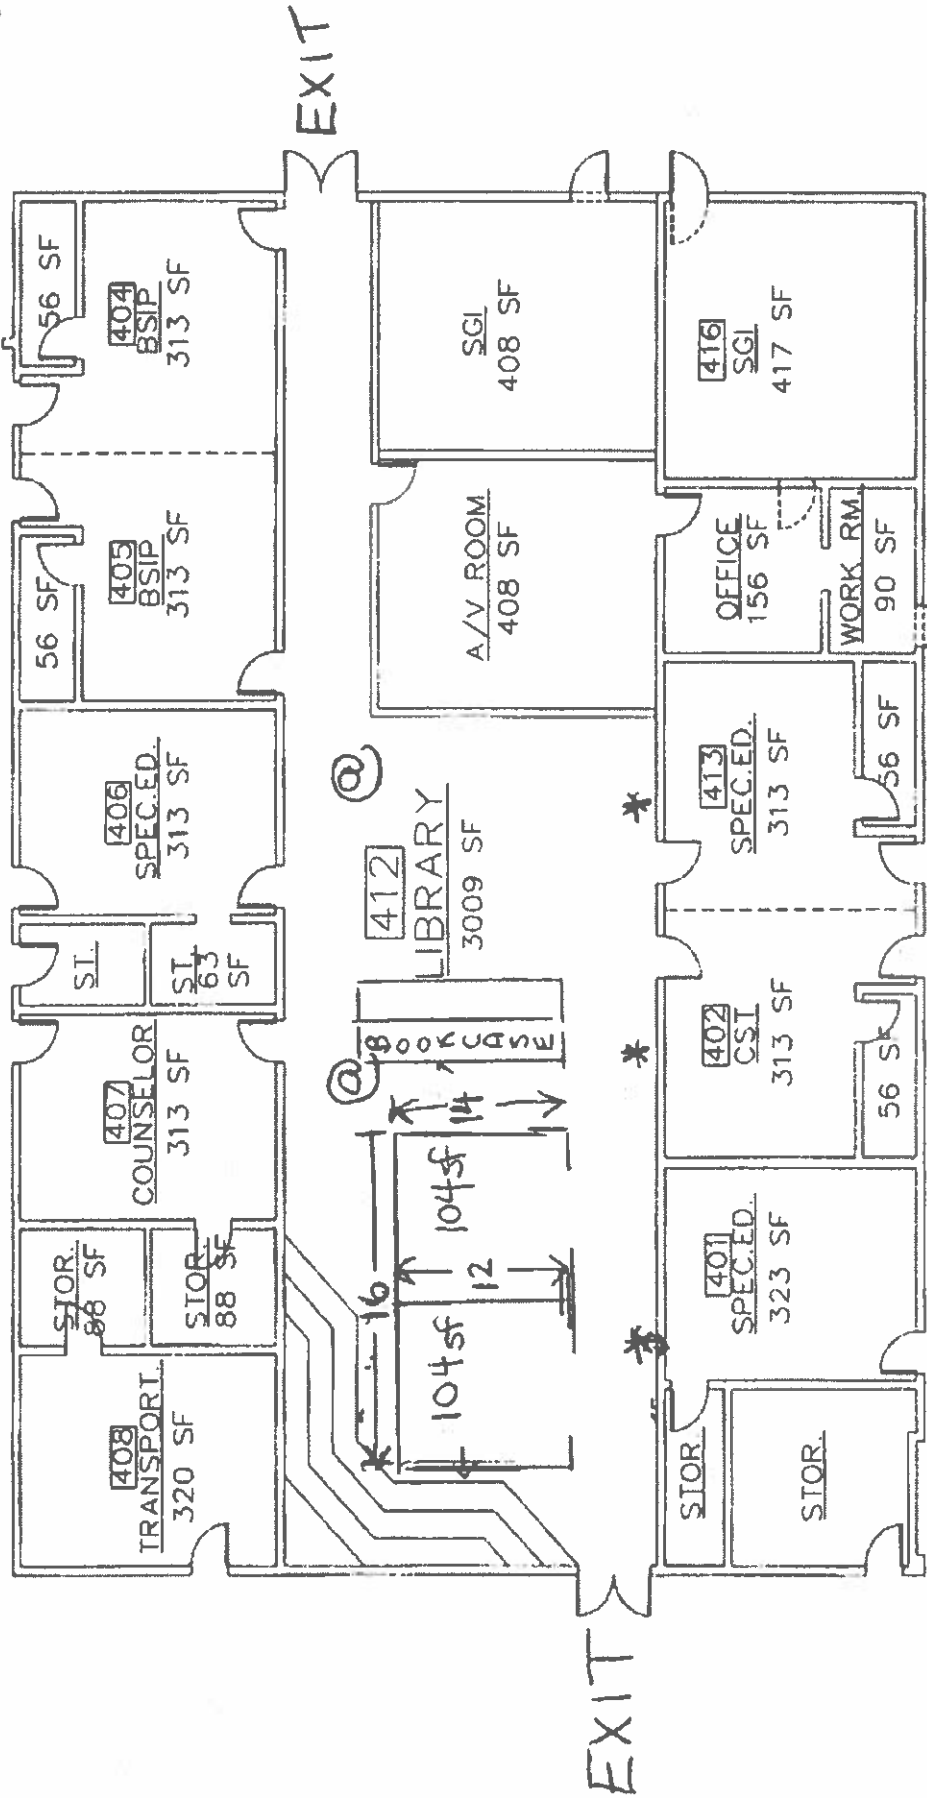 EXIT
56 SF
404
BSIP
313 SF
56 SF
405
BSIP
313 SF
406
SPEC.ED.
313 SF
ST.
ST.
63
SF
407
COUNSELOR
313 SF
STOR.
88 SF
STOR.
88 SF
408
TRANSPORT.
320 SF
SGI
408 SF
A/V ROOM
408 SF
@
412
LIBRARY
3009 SF
BOOKCASE
@
14
16
104sf
12
104sf
*
*
*
416
SGI
417 SF
OFFICE
156 SF
WORK RM.
90 SF
413
SPEC.ED.
313 SF
56 SF
402
CST
313 SF
56 SF
401
SPEC.ED.
323 SF
STOR.
STOR.
EXIT